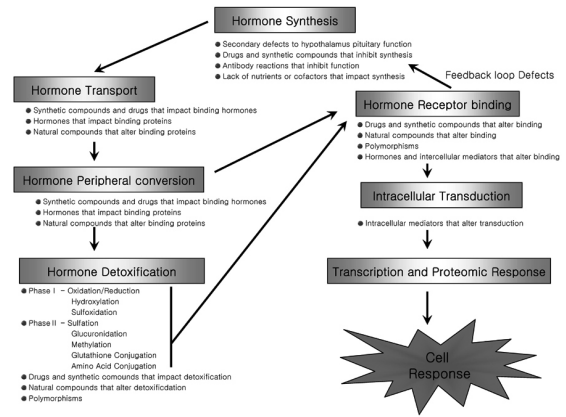 Hormone Synthesis
● Secondary defects to hypothalamus pituitary function
● Drugs and synthetic compounds that inhibit synthesis
● Antibody reactions that inhibit function
● Lack of nutrients or cofactors that impact synthesis
Feedback loop Defects
Hormone Transport
● Synthetic compounds and drugs that impact binding hormones
● Hormones that impact binding proteins
● Natural compounds that alter binding proteins
Hormone Peripheral conversion
● Synthetic compounds and drugs that impact binding hormones
● Hormones that impact binding proteins
● Natural compounds that alter binding proteins
Hormone Detoxification
● Phase I - Oxidation/Reduction
Hydroxylation
Sulfoxidation
● Phase II - Sulfation
Glucuronidation
Methylation
Glutathione Conjugation
Amino Acid Conjugation
● Drugs and synthetic dompounds that impact detoxification
● Natural compounds that alter detoxificdation
● Polymorphisms
Hormone Receptor binding
● Drugs and synthetic compounds that alter binding
● Natural compounds that alter binding
● Polymorphisms
● Hormones and intercellular mediators that alter binding
Intracellular Transduction
● Intracellular mediators that alter transduction
Transcription and Proteomic Response
Cell
Response